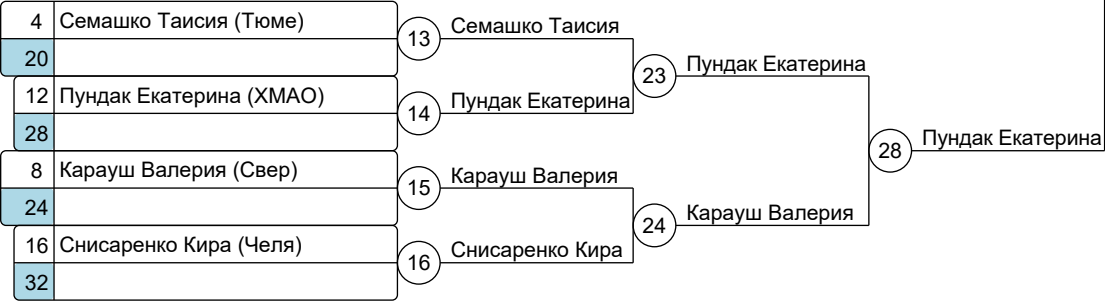 4 Семашко Таисия (Тюме)
20
12 Пундак Екатерина (ХМАО)
28
8 Карауш Валерия (Свер)
24
16 Снисаренко Кира (Челя)
32
13 Семашко Таисия
14 Пундак Екатерина
15 Карауш Валерия
16 Снисаренко Кира
23 Пундак Екатерина
24 Карауш Валерия
28 Пундак Екатерина